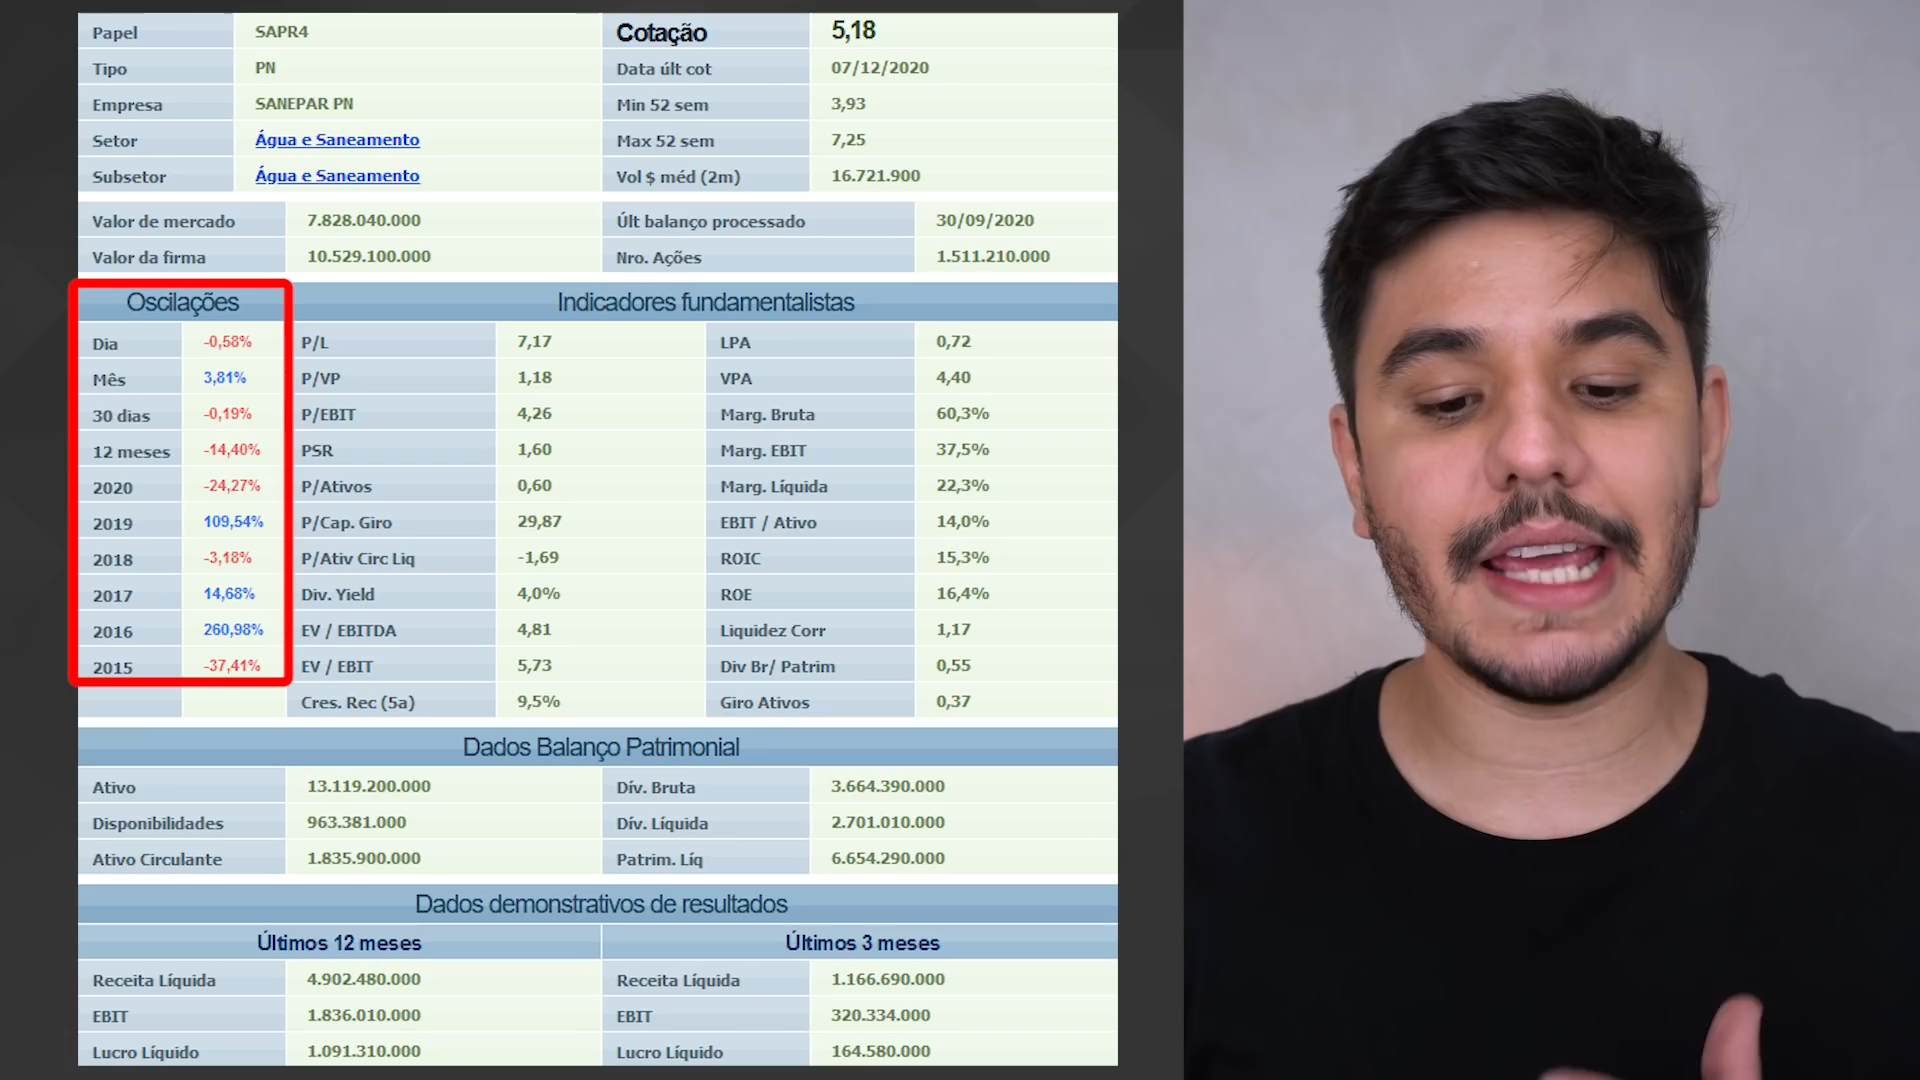 Papel SAPR4 Cotação 5,18
Tipo PN Data últ cot 07/12/2020
Empresa SANEPAR PN Min 52 sem 3,93
Setor Água e Saneamento Max 52 sem 7,25
Subsetor Água e Saneamento Vol $ méd (2m) 16.721.900
Valor de mercado 7.828.040.000 Últ balanço processado 30/09/2020
Valor da firma 10.529.100.000 Nro. Ações 1.511.210.000
Oscilações Indicadores fundamentalistas
Dia -0,58% P/L 7,17 LPA 0,72
Mês 3,81% P/VP 1,18 VPA 4,40
30 dias -0,19% P/EBIT 4,26 Marg. Bruta 60,3%
12 meses -14,40% PSR 1,60 Marg. EBIT 37,5%
2020 -24,27% P/Ativos 0,60 Marg. Líquida 22,3%
2019 109,54% P/Cap. Giro 29,87 EBIT / Ativo 14,0%
2018 -3,18% P/Ativ Circ Liq -1,69 ROIC 15,3%
2017 14,68% Div. Yield 4,0% ROE 16,4%
2016 260,98% EV / EBITDA 4,81 Liquidez Corr 1,17
2015 -37,41% EV / EBIT 5,73 Div Br/ Patrim 0,55
Cres. Rec (5a) 9,5% Giro Ativos 0,37
Dados Balanço Patrimonial
Ativo 13.119.200.000 Dív. Bruta 3.664.390.000
Disponibilidades 963.381.000 Dív. Líquida 2.701.010.000
Ativo Circulante 1.835.900.000 Patrim. Líq 6.654.290.000
Dados demonstrativos de resultados
Últimos 12 meses Últimos 3 meses
Receita Líquida 4.902.480.000 Receita Líquida 1.166.690.000
EBIT 1.836.010.000 EBIT 320.334.000
Lucro Líquido 1.091.310.000 Lucro Líquido 164.580.000